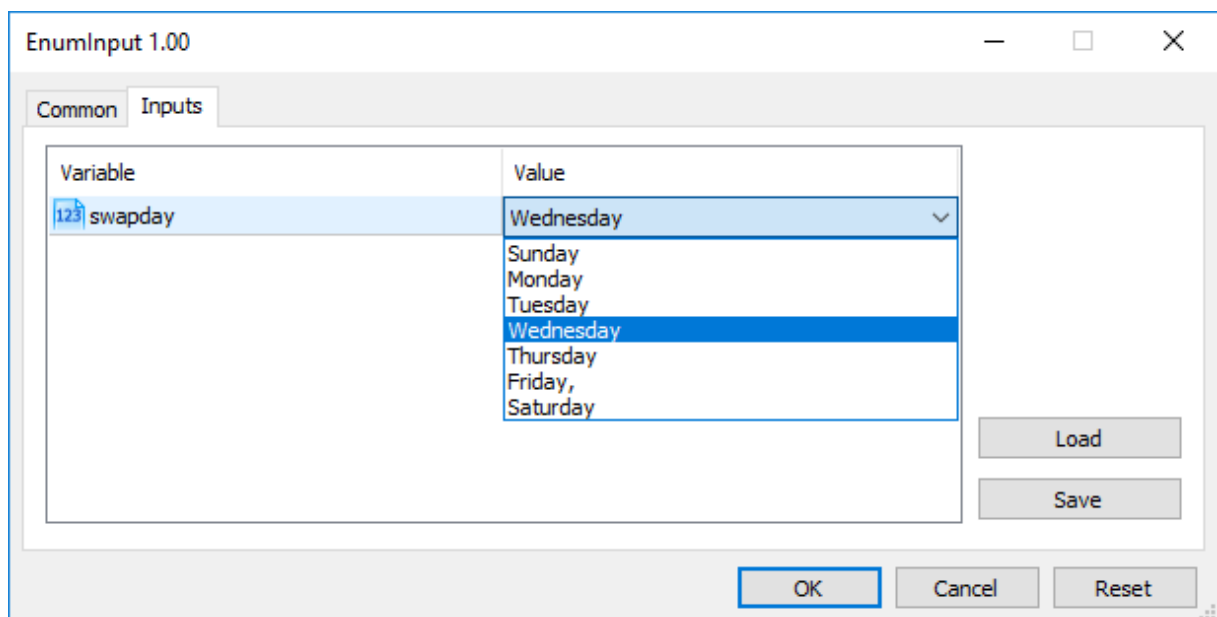 EnumInput 1.00
Common Inputs
Variable Value
123 swapday Wednesday
Sunday
Monday
Tuesday
Wednesday
Thursday
Friday,
Saturday
Load
Save
OK Cancel Reset